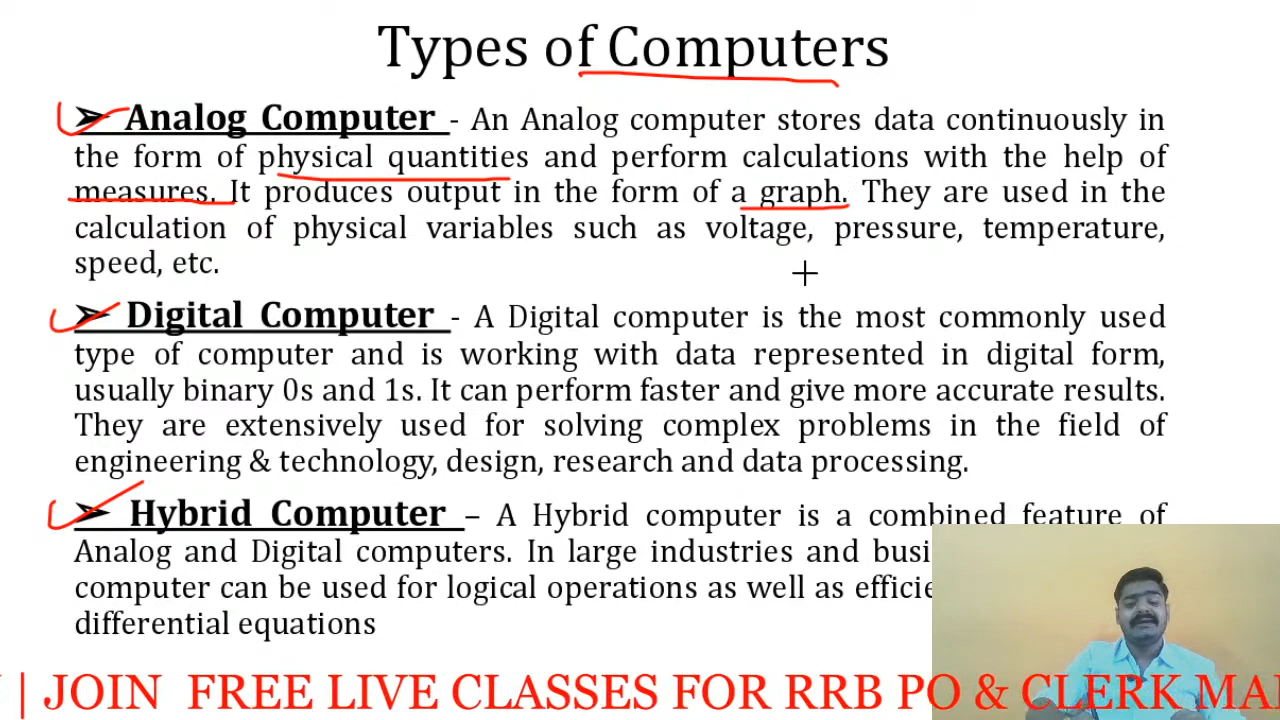 Types of Computers
➢ Analog Computer - An Analog computer stores data continuously in
the form of physical quantities and perform calculations with the help of
measures. It produces output in the form of a graph. They are used in the
calculation of physical variables such as voltage, pressure, temperature,
speed, etc.
➢ Digital Computer - A Digital computer is the most commonly used
type of computer and is working with data represented in digital form,
usually binary 0s and 1s. It can perform faster and give more accurate results.
They are extensively used for solving complex problems in the field of
engineering & technology, design, research and data processing.
➢ Hybrid Computer – A Hybrid computer is a combined feature of
Analog and Digital computers. In large industries and
computer can be used for logical operations as well as
differential equations
| JOIN FREE LIVE CLASSES FOR RRB PO & CLERK